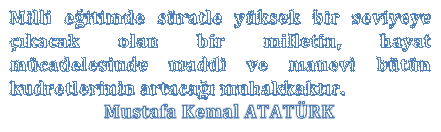 Milli eğitimde süratle yüksek bir seviyeye
çıkacak olan bir milletin, hayat
mücadelesinde maddi ve manevi bütün
kudretlerinin artacağı muhakkaktır.
Mustafa Kemal ATATÜRK